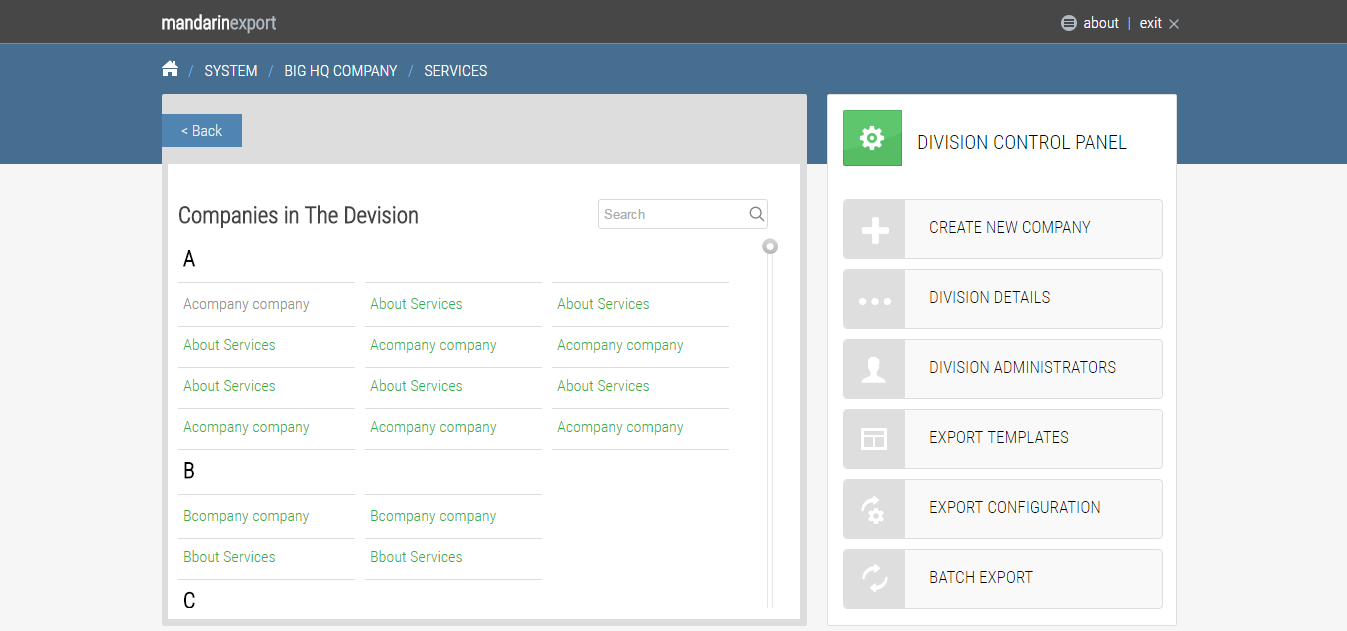 mandarinexport
about | exit
/ SYSTEM / BIG HQ COMPANY / SERVICES
< Back
Companies in The Devision
Search
A
Acompany company About Services About Services
About Services Acompany company Acompany company
About Services About Services About Services
Acompany company Acompany company Acompany company
B
Bcompany company Bcompany company
Bbout Services Bbout Services
C
DIVISION CONTROL PANEL
CREATE NEW COMPANY
DIVISION DETAILS
DIVISION ADMINISTRATORS
EXPORT TEMPLATES
EXPORT CONFIGURATION
BATCH EXPORT